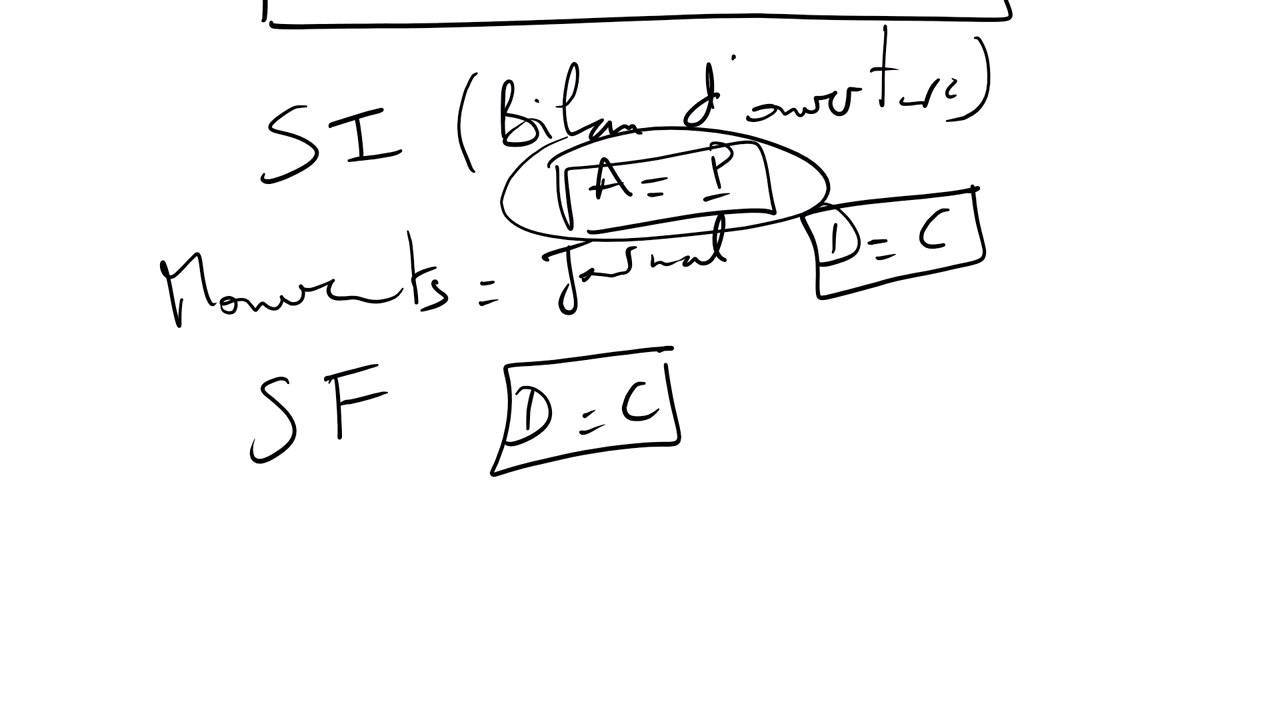 SI (Bilan d'ouverture)
A = P
Mouvements = Journal D = C
SF D = C